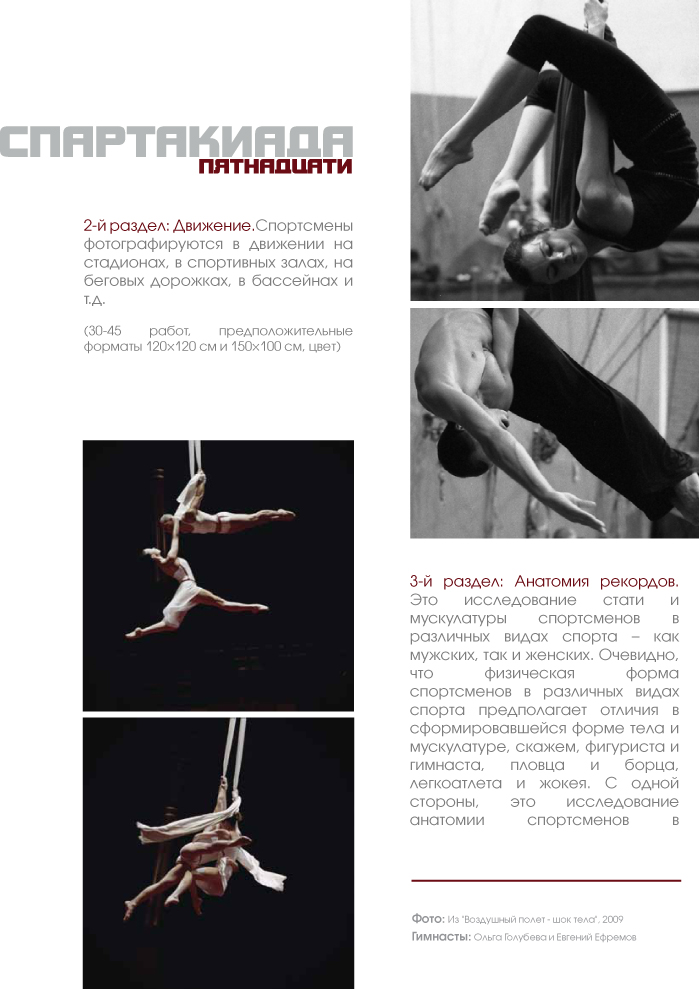 СПАРТАКИАДА
ПЯТНАДЦАТИ
2-й раздел: Движение.Спортсмены
фотографируются в движении на
стадионах, в спортивных залах, на
беговых дорожках, в бассейнах и
т.д.
(30-45 работ, предположительные
форматы 120x120 см и 150x100 см, цвет)
3-й раздел: Анатомия рекордов.
Это исследование стати и
мускулатуры спортсменов в
различных видах спорта – как
мужских, так и женских. Очевидно,
что физическая форма
спортсменов в различных видах
спорта предполагает отличия в
сформировавшейся форме тела и
мускулатуре, скажем, фигуриста и
гимнаста, пловца и борца,
легкоатлета и жокея. С одной
стороны, это исследование
анатомии спортсменов в
Фото: Из "Воздушный полет - шок тела", 2009
Гимнасты: Ольга Голубева и Евгений Ефремов